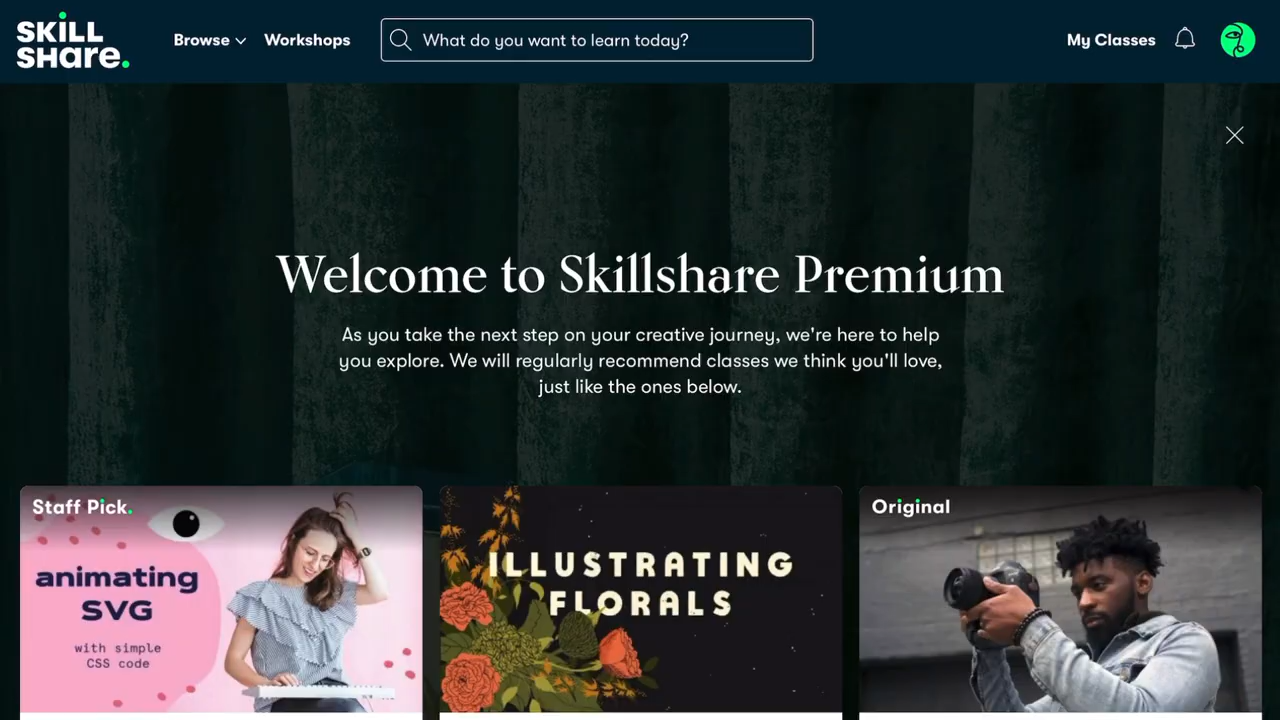 SKiLL
SHare.
Browse
Workshops
What do you want to learn today?
My Classes
Welcome to Skillshare Premium
As you take the next step on your creative journey, we're here to help
you explore. We will regularly recommend classes we think you'll love,
just like the ones below.
Staff Pick.
animating
SVG
with simple
CSS code
ILLUSTRATING
FLORALS
Original